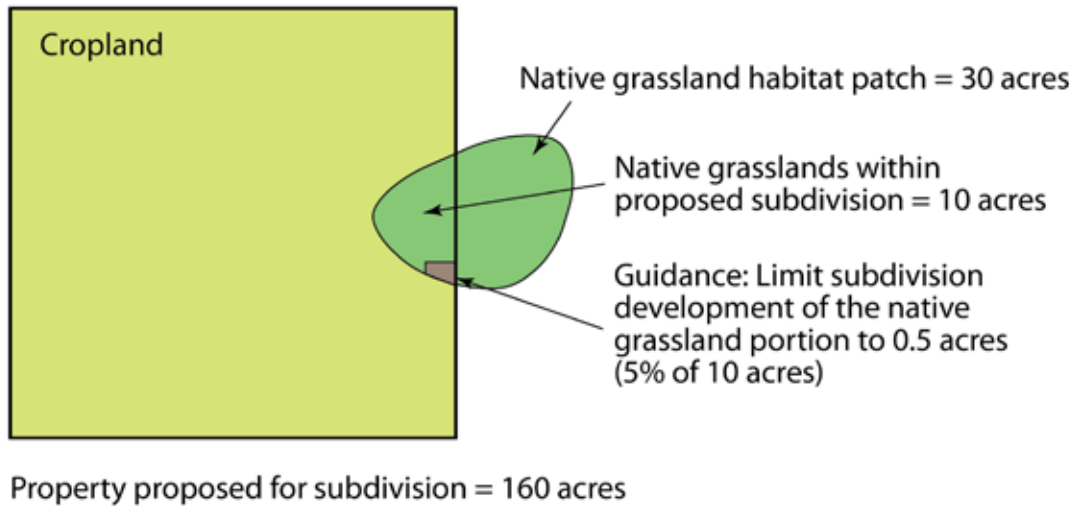 Cropland
Native grassland habitat patch = 30 acres
Native grasslands within
proposed subdivision = 10 acres
Guidance: Limit subdivision
development of the native
grassland portion to 0.5 acres
(5% of 10 acres)
Property proposed for subdivision = 160 acres